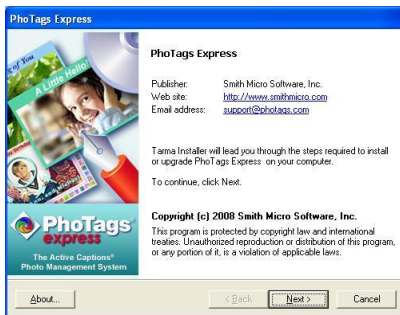 PhoTags Express
s of You
A Little Hello!
PhoTags Express
Publisher: Smith Micro Software, Inc.
Web site: http://www.smithmicro.com
Email address: support@photags.com
Tarma Installer will lead you through the steps required to install
or upgrade PhoTags Express on your computer.
To continue, click Next.
Copyright (c) 2008 Smith Micro Software, Inc.
This program is protected by copyright law and international
treaties. Unauthorized reproduction or distribution of this program,
or any portion of it, is a violation of applicable laws.
PhoTags
express
The Active Captions®
Photo Management System
About...
< Back
Next >
Cancel